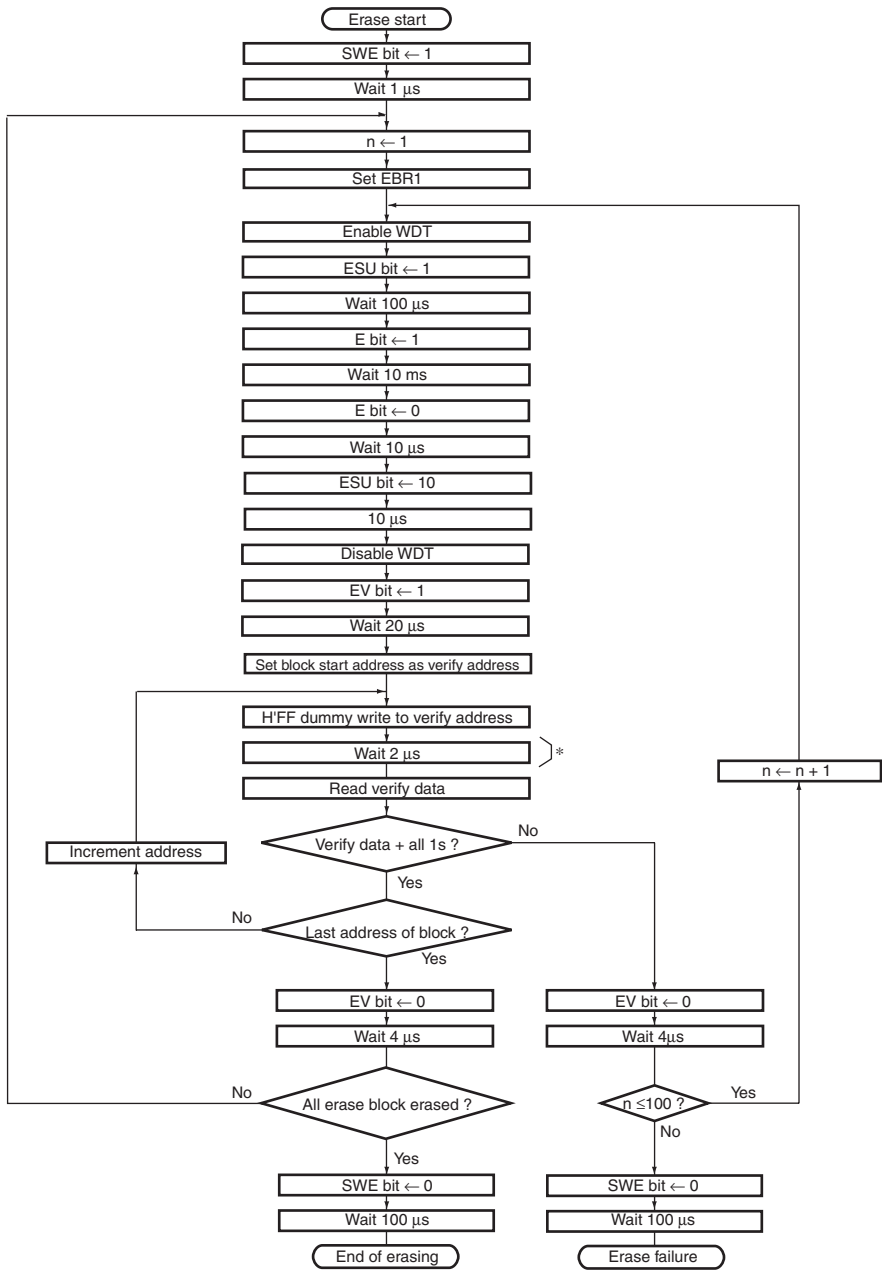 Erase start
SWE bit ← 1
Wait 1 μs
n ← 1
Set EBR1
Enable WDT
ESU bit ← 1
Wait 100 μs
E bit ← 1
Wait 10 ms
E bit ← 0
Wait 10 μs
ESU bit ← 10
10 μs
Disable WDT
EV bit ← 1
Wait 20 μs
Set block start address as verify address
H'FF dummy write to verify address
Wait 2 μs
*
n ← n + 1
Read verify data
Increment address
Verify data + all 1s ?
No
Yes
No
Last address of block ?
Yes
EV bit ← 0
EV bit ← 0
Wait 4 μs
Wait 4μs
No
All erase block erased ?
n ≤100 ?
Yes
Yes
No
SWE bit ← 0
SWE bit ← 0
Wait 100 μs
Wait 100 μs
End of erasing
Erase failure